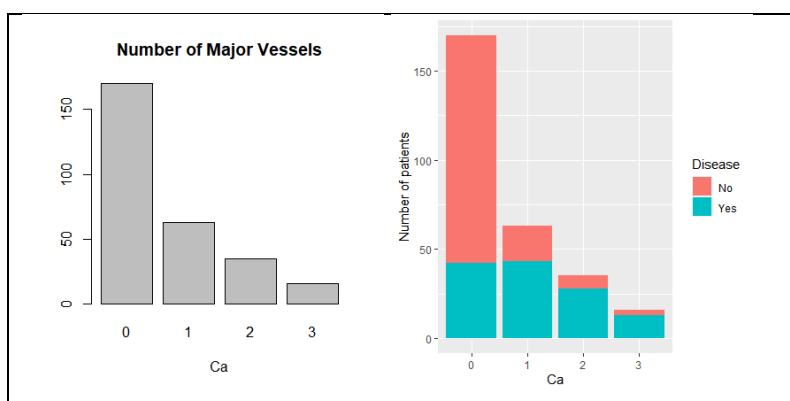 Number of Major Vessels
150
100
50
0
0 1 2 3
Ca
Number of patients
150
100
50
0
0 1 2 3
Ca
Disease
No
Yes